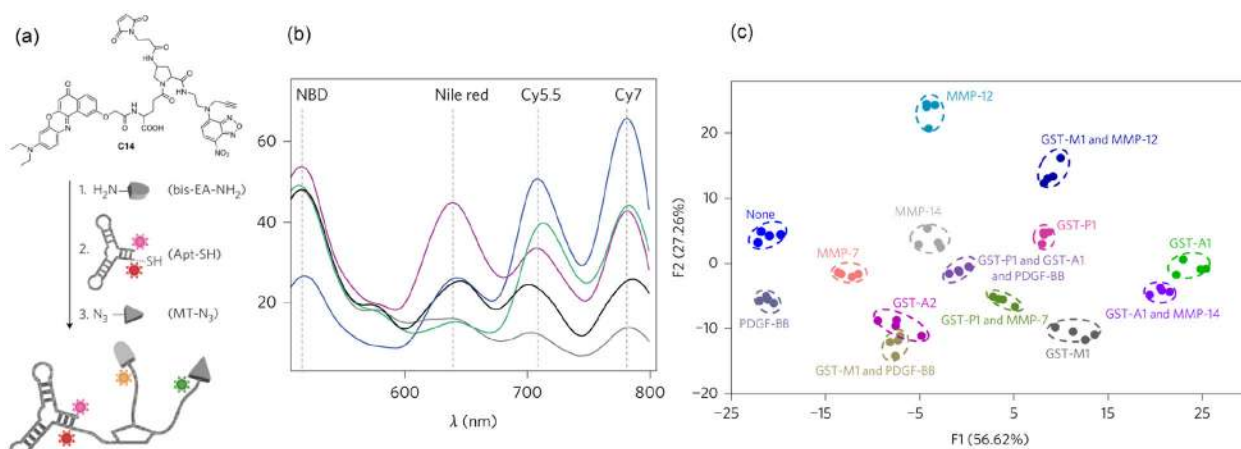 (a)
O
N
O
O
HN
O
O
N
HN
O
N
O
O
N
H
O
COOH
N
N
O
N
NO₂
O
N
N
C14
1. H₂N (bis-EA-NH₂)
2. SH (Apt-SH)
3. N₃ (MT-N₃)
(b)
NBD Nile red Cy5.5 Cy7
60
40
20
600 700 800
λ (nm)
(c)
MMP-12
GST-M1 and MMP-12
None
MMP-14
GST-P1
GST-A1
GST-P1 and GST-A1
and PDGF-BB
MMP-7
PDGF-BB
GST-A2
GST-P1 and MMP-7
GST-A1
and MMP-14
GST-M1
GST-M1 and PDGF-BB
20
10
0
−10
−20
F2 (27.26%)
−25 −15 −5 5 15 25
F1 (56.62%)